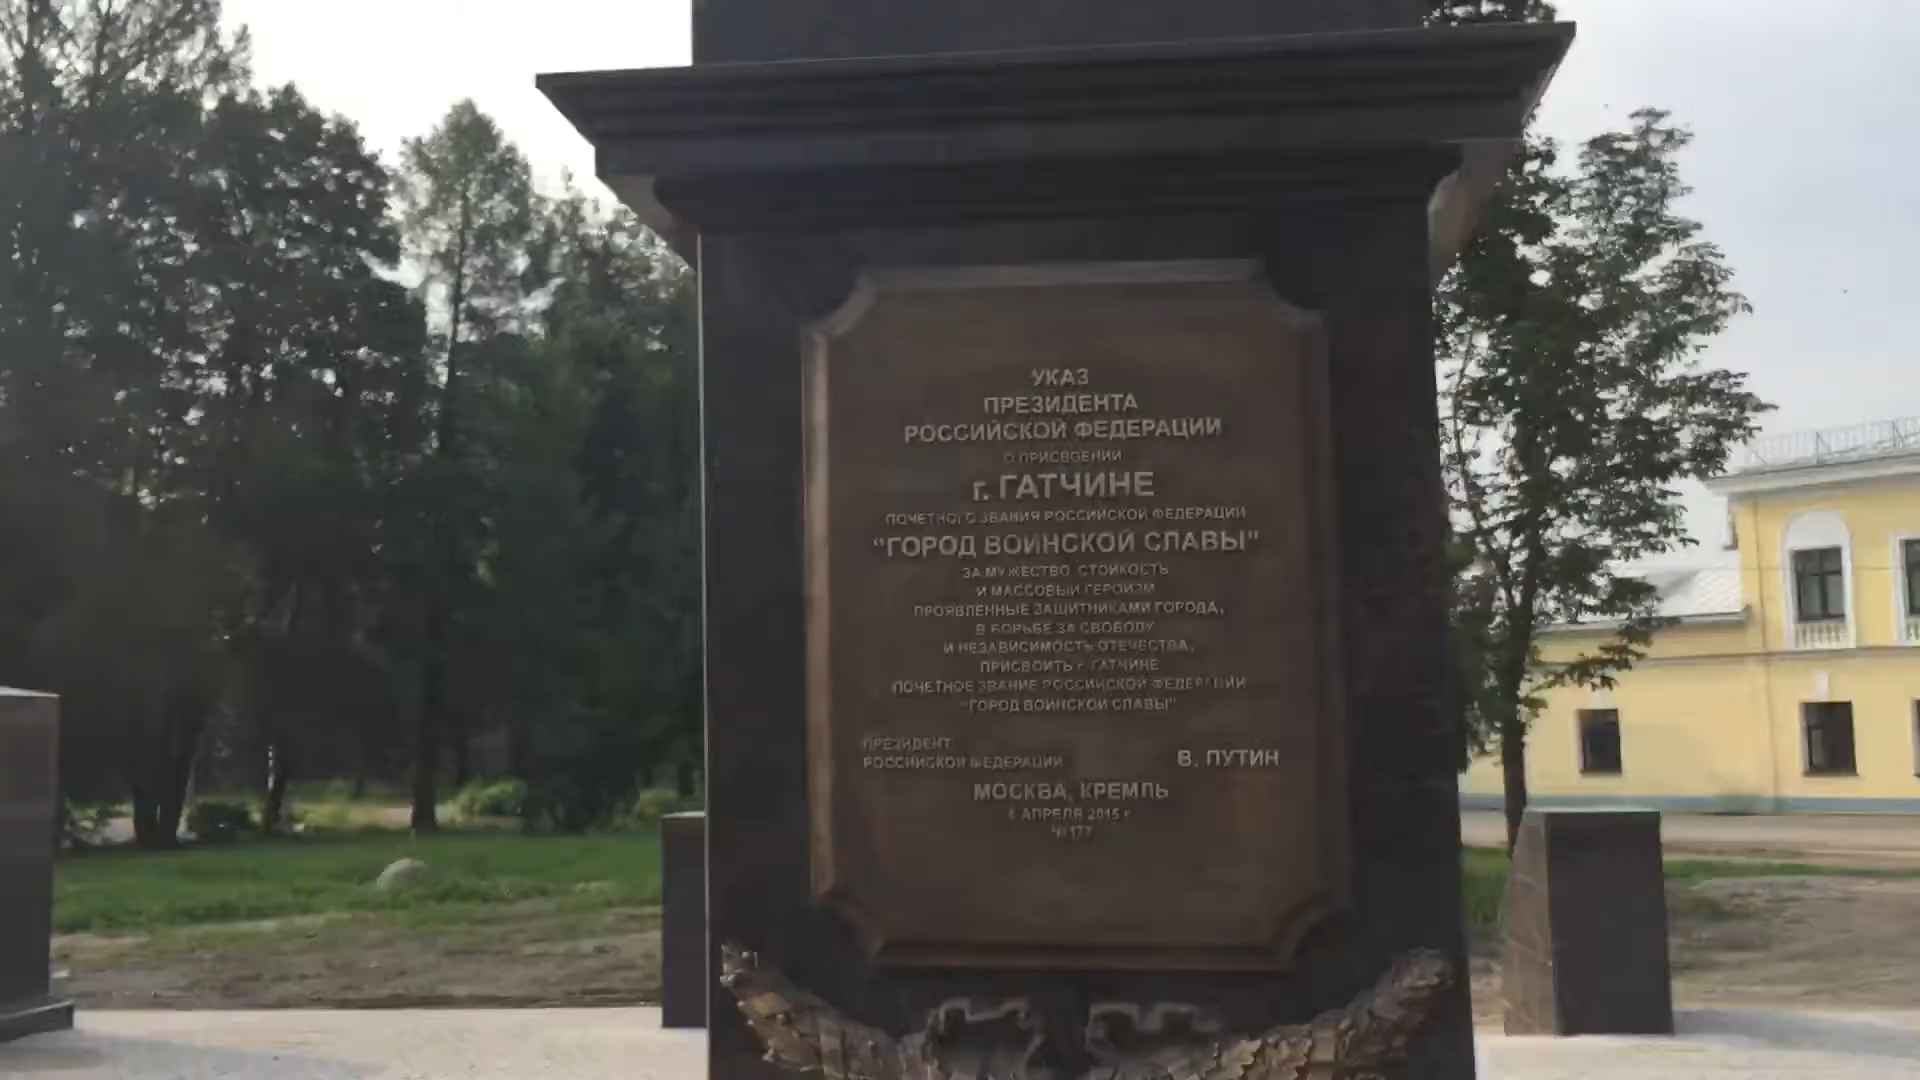 УКАЗ
ПРЕЗИДЕНТА
РОССИЙСКОЙ ФЕДЕРАЦИИ
О ПРИСВОЕНИИ
г. ГАТЧИНЕ
ПОЧЕТНОГО ЗВАНИЯ РОССИЙСКОЙ ФЕДЕРАЦИИ
"ГОРОД ВОИНСКОЙ СЛАВЫ"
ЗА МУЖЕСТВО, СТОЙКОСТЬ
И МАССОВЫЙ ГЕРОИЗМ
ПРОЯВЛЕННЫЕ ЗАЩИТНИКАМИ ГОРОДА,
В БОРЬБЕ ЗА СВОБОДУ
И НЕЗАВИСИМОСТЬ ОТЕЧЕСТВА,
ПРИСВОИТЬ г. ГАТЧИНЕ
ПОЧЕТНОЕ ЗВАНИЕ РОССИЙСКОЙ ФЕДЕРАЦИИ
"ГОРОД ВОИНСКОЙ СЛАВЫ"
ПРЕЗИДЕНТ
РОССИЙСКОЙ ФЕДЕРАЦИИ В. ПУТИН
МОСКВА, КРЕМЛЬ
АПРЕЛЯ 2015 г.
№177